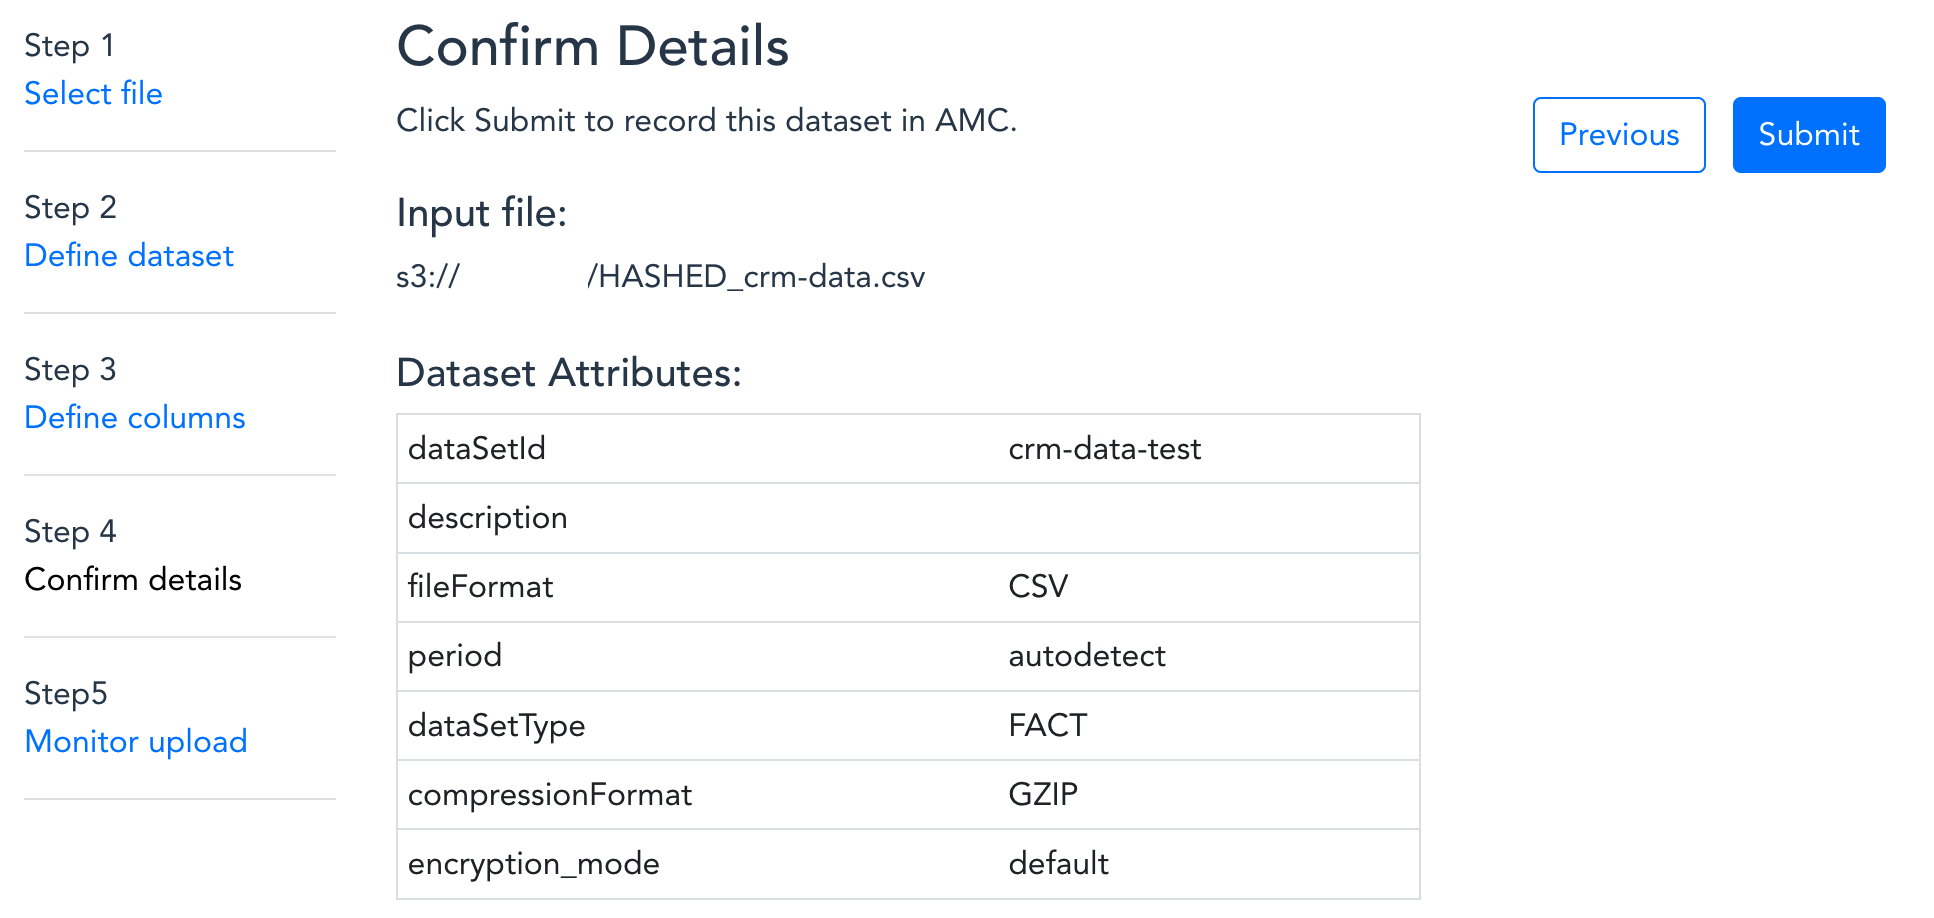 Step 1
Select file
Step 2
Define dataset
Step 3
Define columns
Step 4
Confirm details
Step5
Monitor upload
Confirm Details
Click Submit to record this dataset in AMC.
Previous
Submit
Input file:
s3:// /HASHED_crm-data.csv
Dataset Attributes:
dataSetId crm-data-test
description
fileFormat CSV
period autodetect
dataSetType FACT
compressionFormat GZIP
encryption_mode default